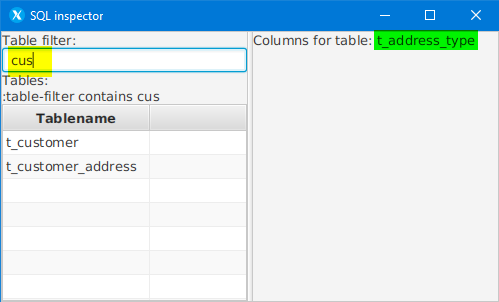 SQL inspector
Table filter:
cus
Tables:
:table-filter contains cus
Tablename
t_customer
t_customer_address
Columns for table: t_address_type